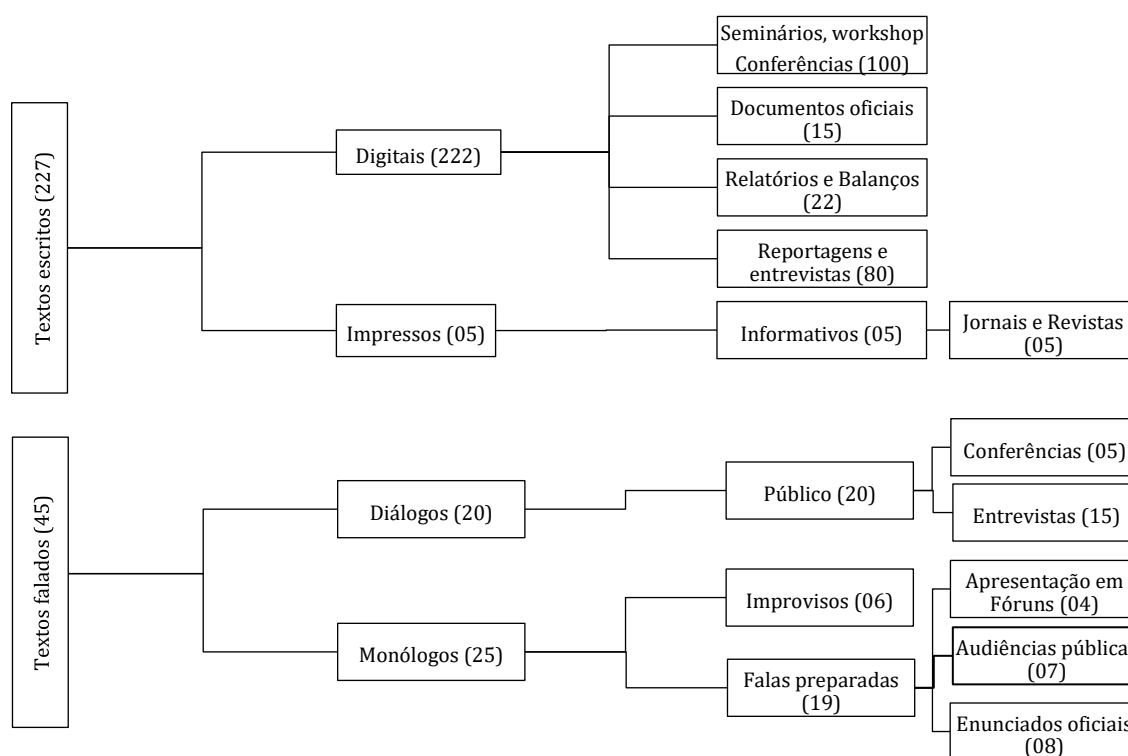 Textos escritos (227)
Digitais (222)
Seminários, workshop
Conferências (100)
Documentos oficiais
(15)
Relatórios e Balanços
(22)
Reportagens e
entrevistas (80)
Impressos (05)
Informativos (05)
Jornais e Revistas
(05)
Textos falados (45)
Diálogos (20)
Público (20)
Conferências (05)
Entrevistas (15)
Monólogos (25)
Improvisos (06)
Falas preparadas
(19)
Apresentação em
Fóruns (04)
Audiências pública
(07)
Enunciados oficiais
(08)